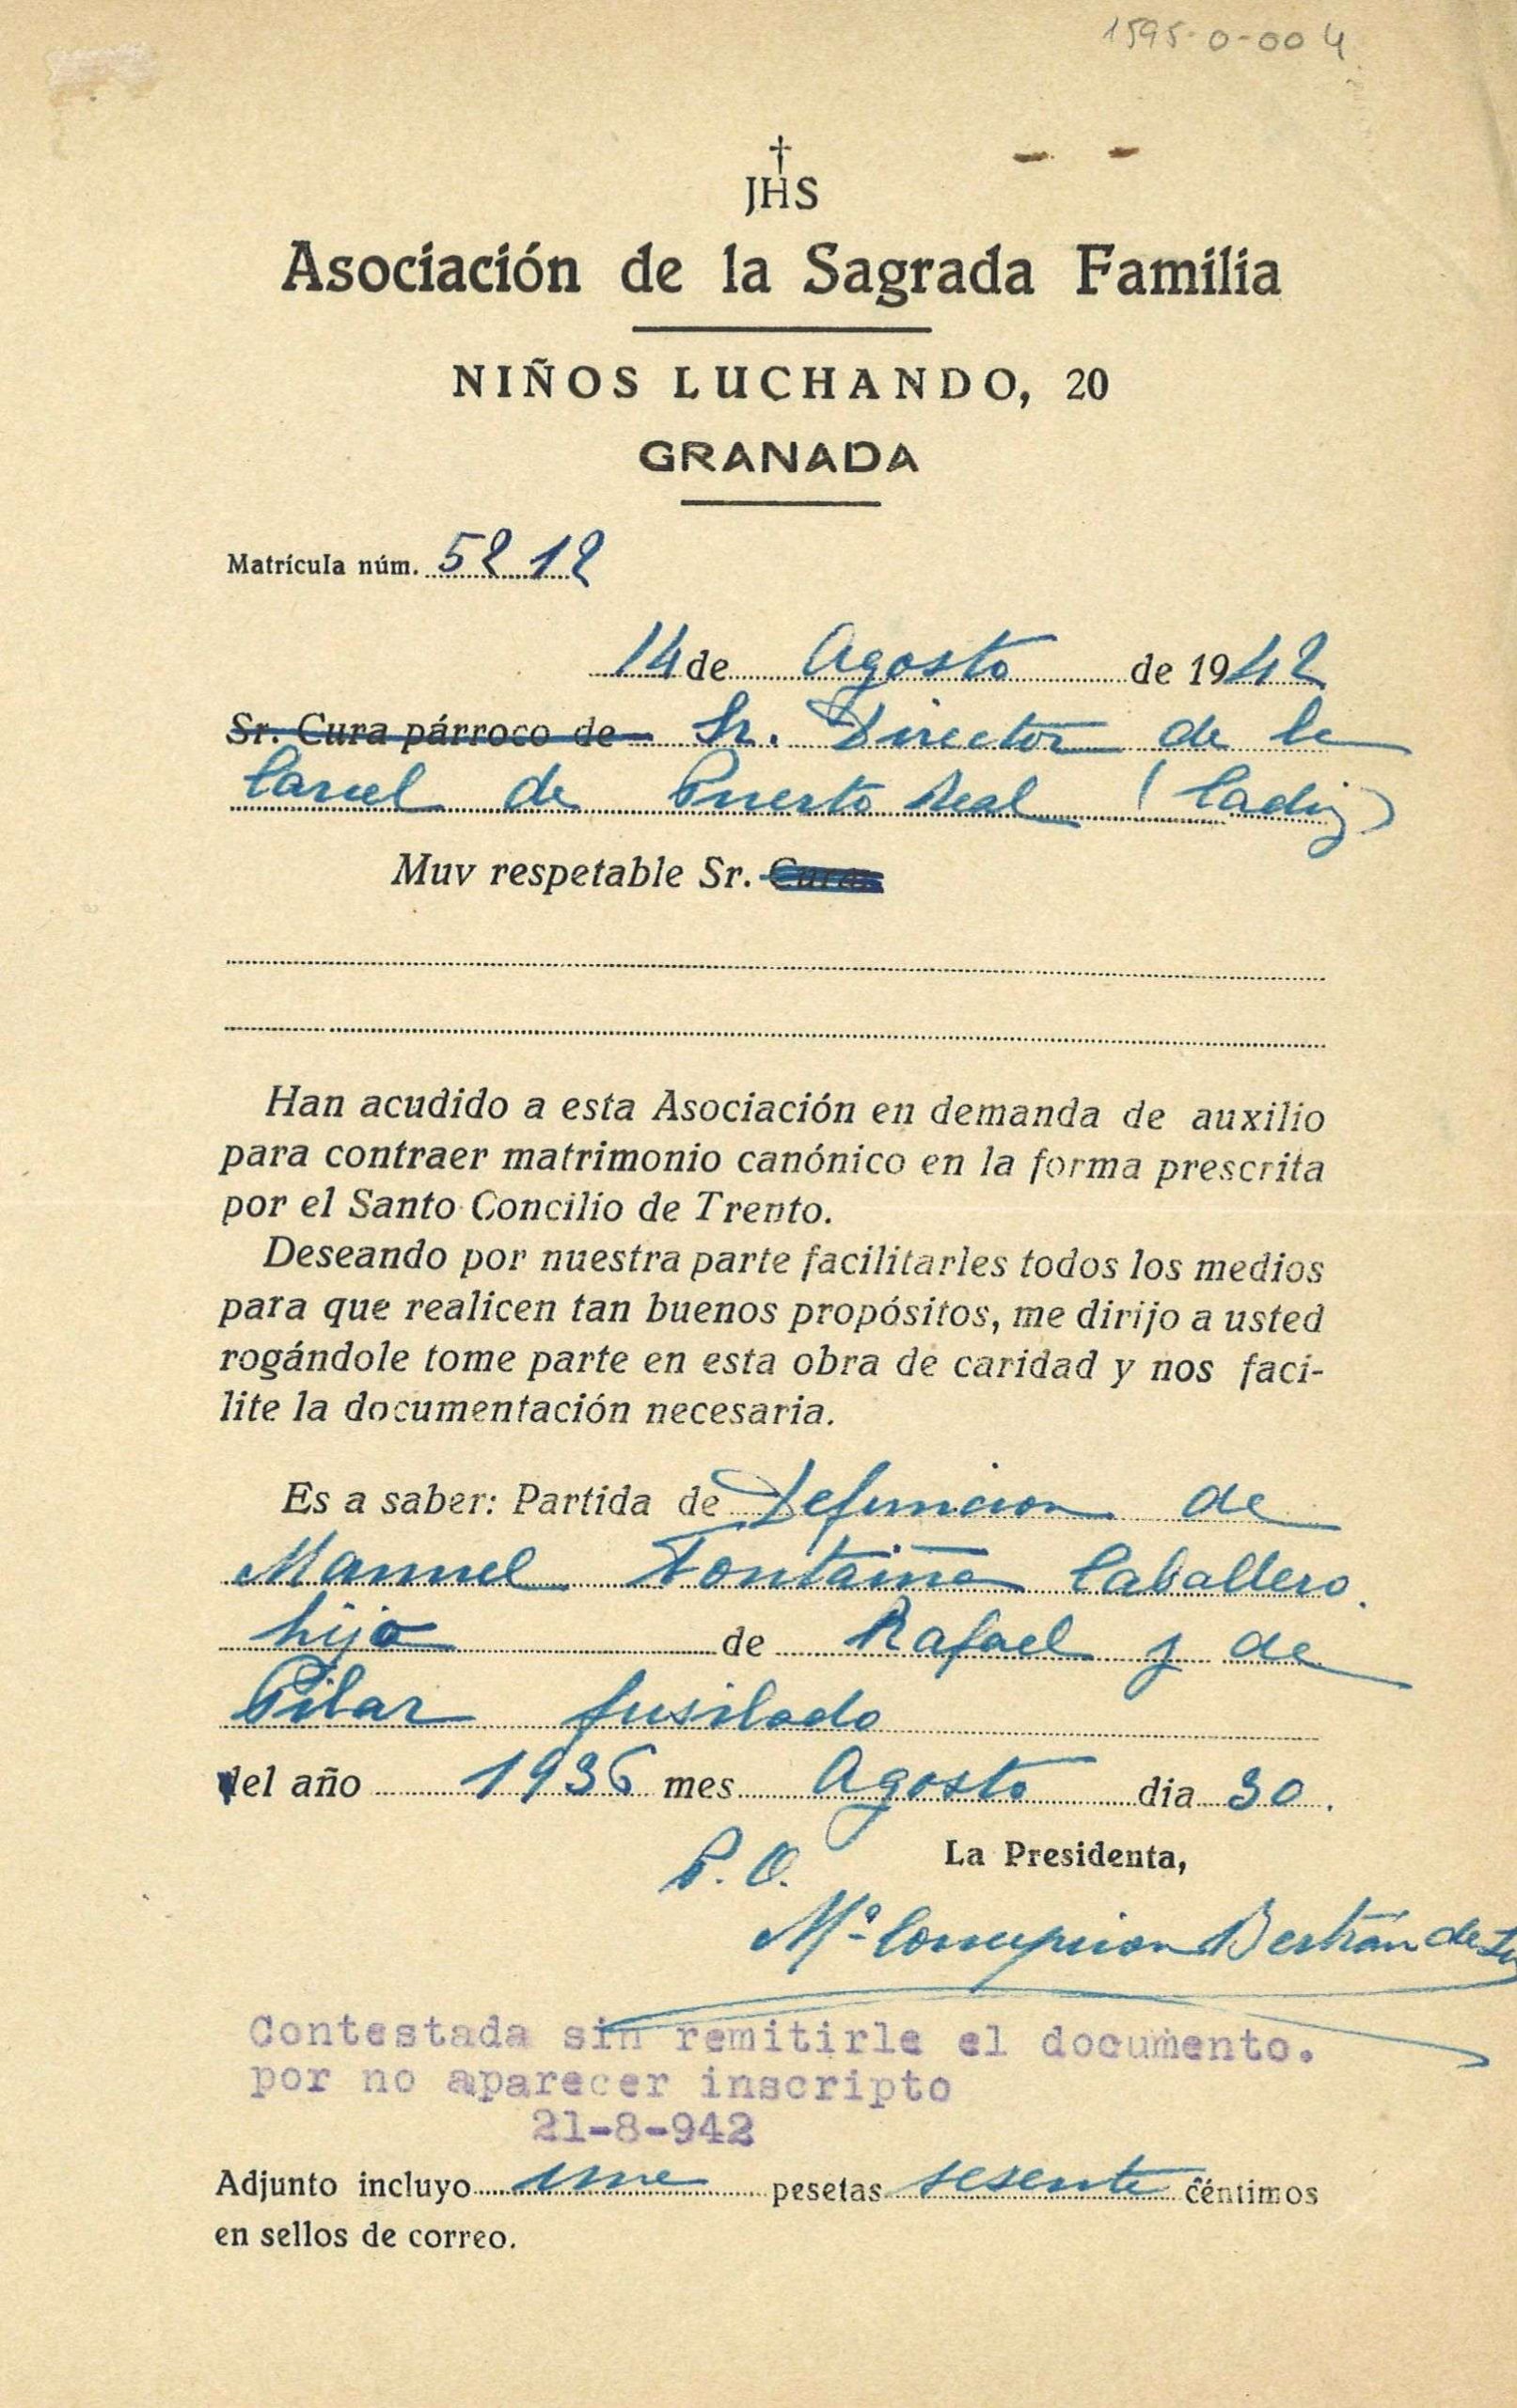 1595-0-004
JHS
Asociación de la Sagrada Familia
NIÑOS LUCHANDO, 20
GRANADA
Matrícula núm. 5212
14 de Agosto de 1942
Sr. Cura párroco de Sr. Director de la
Carcel de Puerto Real (Cadiz)
Muy respetable Sr. Cura
Han acudido a esta Asociación en demanda de auxilio
para contraer matrimonio canónico en la forma prescrita
por el Santo Concilio de Trento.
Deseando por nuestra parte facilitarles todos los medios
para que realicen tan buenos propósitos, me dirijo a usted
rogándole tome parte en esta obra de caridad y nos faci-
lite la documentación necesaria.
Es a saber: Partida de Defuncion de
Manuel Fontaiña Caballero.
hijo de Rafael y de
Pilar fusilado
del año 1936 mes Agosto dia 30.
P.O. La Presidenta,
Mª Concepcion Bertrán de
Contestada sin remitirle el documento.
por no aparecer inscripto
21-8-942
Adjunto incluyo una pesetas sesenta céntimos
en sellos de correo.